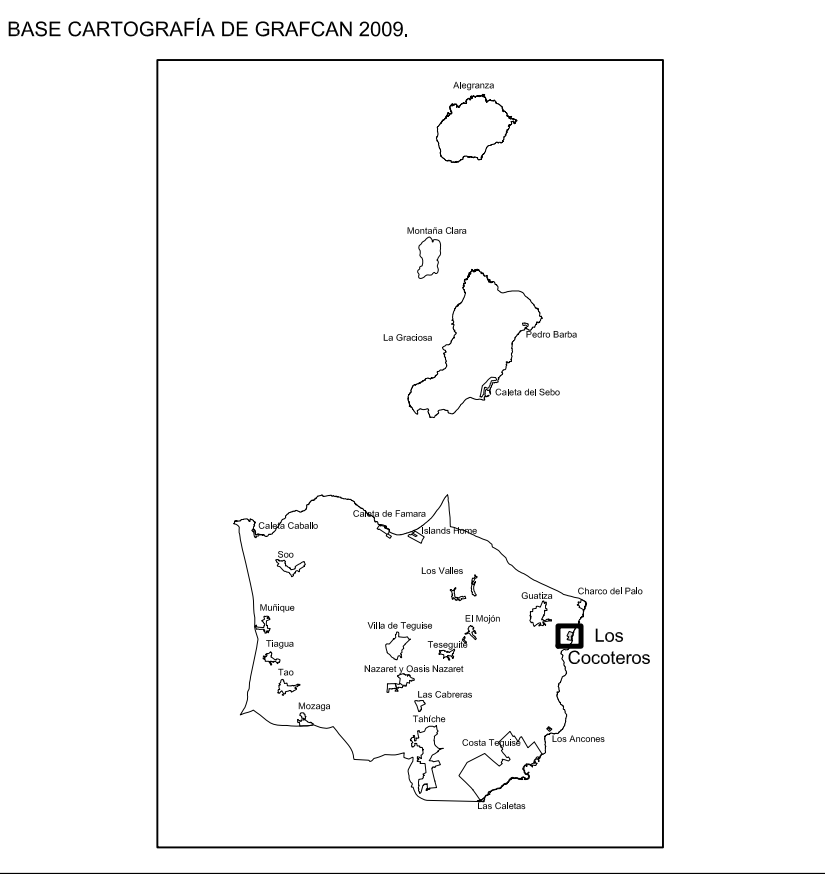 BASE CARTOGRAFÍA DE GRAFCAN 2009.
Alegranza
Montaña Clara
La Graciosa
Pedro Barba
Caleta del Sebo
Caleta de Famara
Caleta Caballo
Islands Home
Soo
Los Valles
Guatiza
Charco del Palo
Muñique
Villa de Teguise
El Mojón
Los
Cocoteros
Tiagua
Teseguite
Tao
Nazaret y Oasis Nazaret
Las Cabreras
Mozaga
Tahíche
Costa Teguise
Los Ancones
Las Caletas